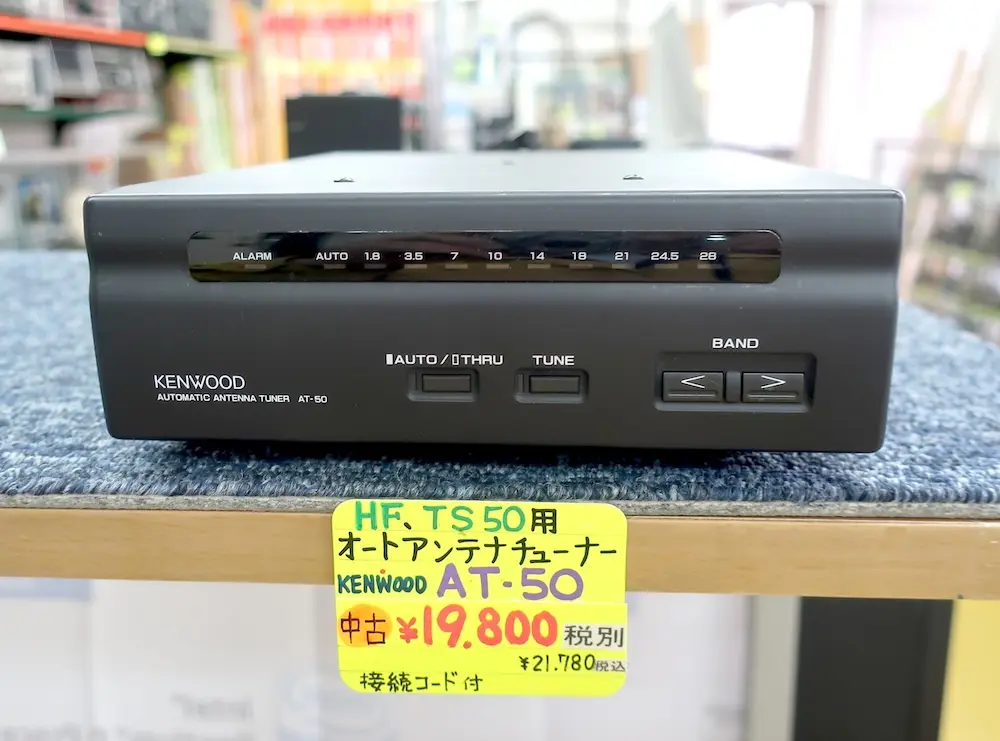 ALARM AUTO 1.8 3.5 7 10 14 18 21 24.5 28
▮AUTO/▯THRU TUNE BAND
< >
KENWOOD
AUTOMATIC ANTENNA TUNER AT-50
HF、TS50用
オートアンテナチューナー
KENWOOD AT-50
中古 ¥19.800 税別
¥21.780税込
接続コード付